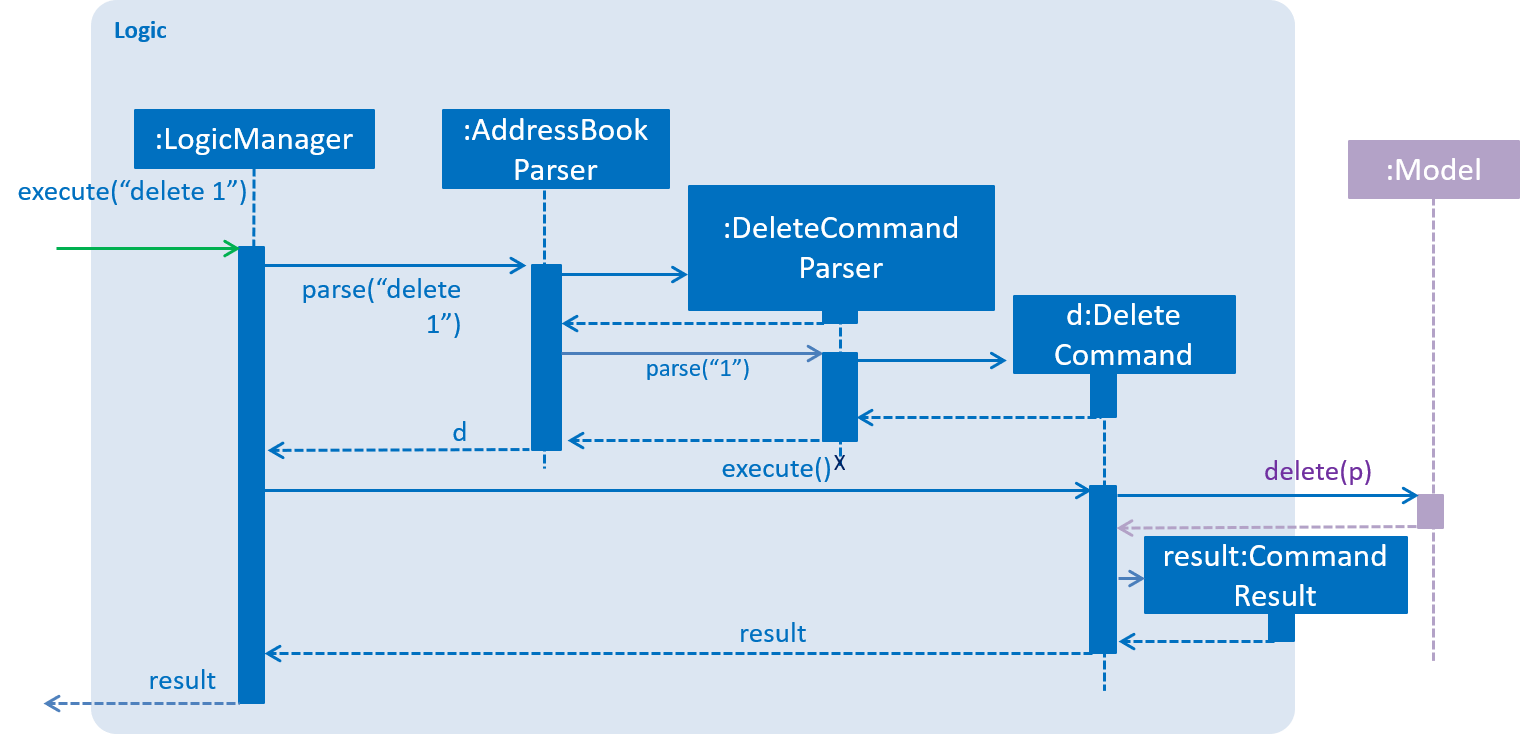 Logic
:LogicManager
:AddressBook
Parser
:Model
execute(“delete 1”)
:DeleteCommand
Parser
parse(“delete
1”)
d:Delete
Command
parse(“1”)
d
execute()
X
delete(p)
result:Command
Result
result
result